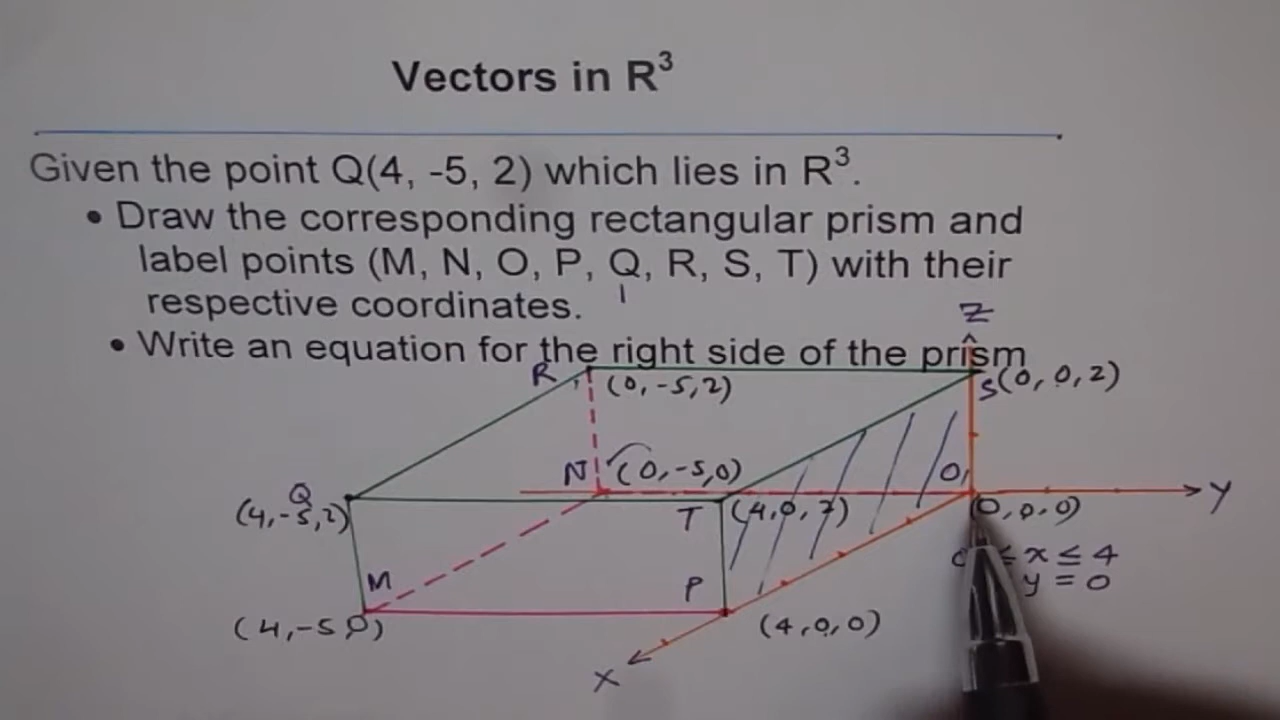 Vectors in R³
Given the point Q(4, -5, 2) which lies in R³.
• Draw the corresponding rectangular prism and
label points (M, N, O, P, Q, R, S, T) with their
respective coordinates.
• Write an equation for the right side of the prism
Z
R (0, -5, 2)
S(0, 0, 2)
N (0, -5, 0)
O
Y
Q
(4, -5, 2)
T (4, 0, 2)
(0, 0, 0)
≤ x ≤ 4
y = 0
M
P
(4, -5 0)
(4, 0, 0)
X